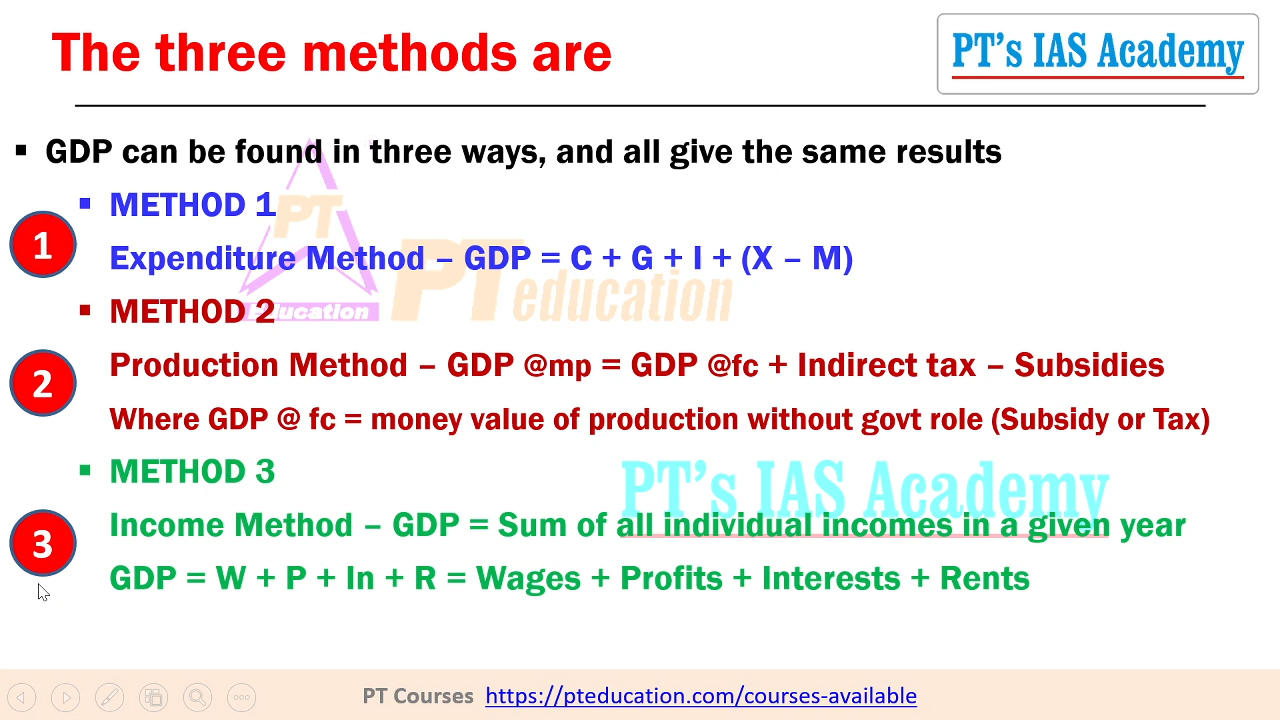 The three methods are
PT's IAS Academy
▪ GDP can be found in three ways, and all give the same results
▪ METHOD 1
1
Expenditure Method – GDP = C + G + I + (X – M)
▪ METHOD 2
2
Production Method – GDP @mp = GDP @fc + Indirect tax – Subsidies
Where GDP @ fc = money value of production without govt role (Subsidy or Tax)
▪ METHOD 3
3
Income Method – GDP = Sum of all individual incomes in a given year
GDP = W + P + In + R = Wages + Profits + Interests + Rents
PT
Education
PT education
PT's IAS Academy
PT Courses https://pteducation.com/courses-available